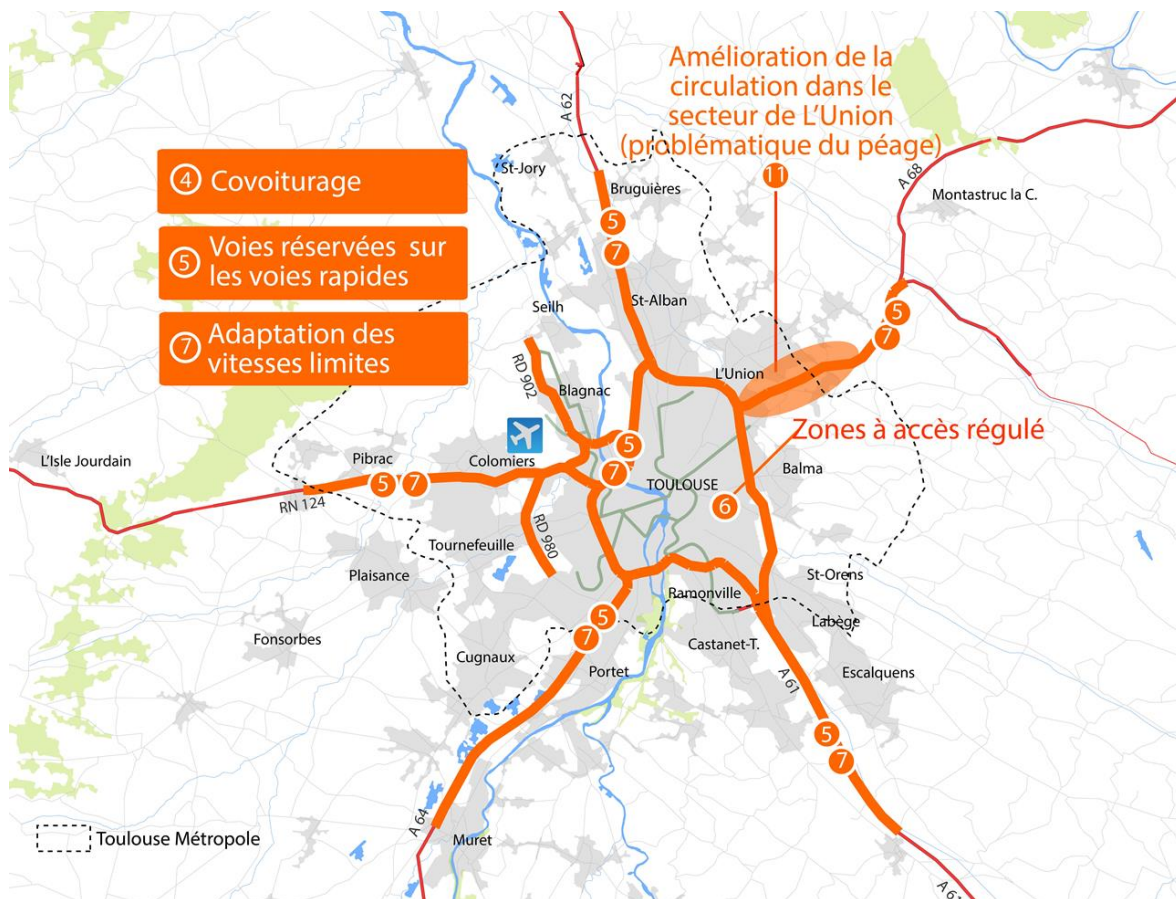 Amélioration de la
circulation dans le
secteur de L'Union
(problématique du péage)
11
A 62
A 68
4 Covoiturage
5 Voies réservées sur
les voies rapides
7 Adaptation des
vitesses limites
St-Jory
Bruguières
Montastruc la C.
5
7
Seilh
St-Alban
5
7
RD 902
Blagnac
L'Union
Zones à accès régulé
L'Isle Jourdain
Pibrac
Colomiers
5
7
TOULOUSE
Balma
5
7
6
RN 124
RD 980
Tournefeuille
Plaisance
St-Orens
Ramonville
Labège
5
7
Fonsorbes
Cugnaux
Portet
Castanet-T.
Escalquens
A 61
5
7
A 64
Muret
Toulouse Métropole
A 61